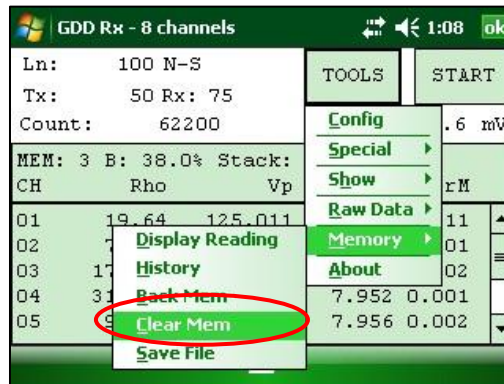 GDD Rx - 8 channels 1:08 ok
Ln: 100 N-S TOOLS START
Tx: 50 Rx: 75
Count: 62200 .6 mV
MEM: 3 B: 38.0% Stack:
CH Rho Vp rM
01 19.64 125.011 11
02 01
03 17 02
04 31 7.952 0.001
05 7.956 0.002
Config
Special
Show
Raw Data
Memory
About
Display Reading
History
Back Mem
Clear Mem
Save File